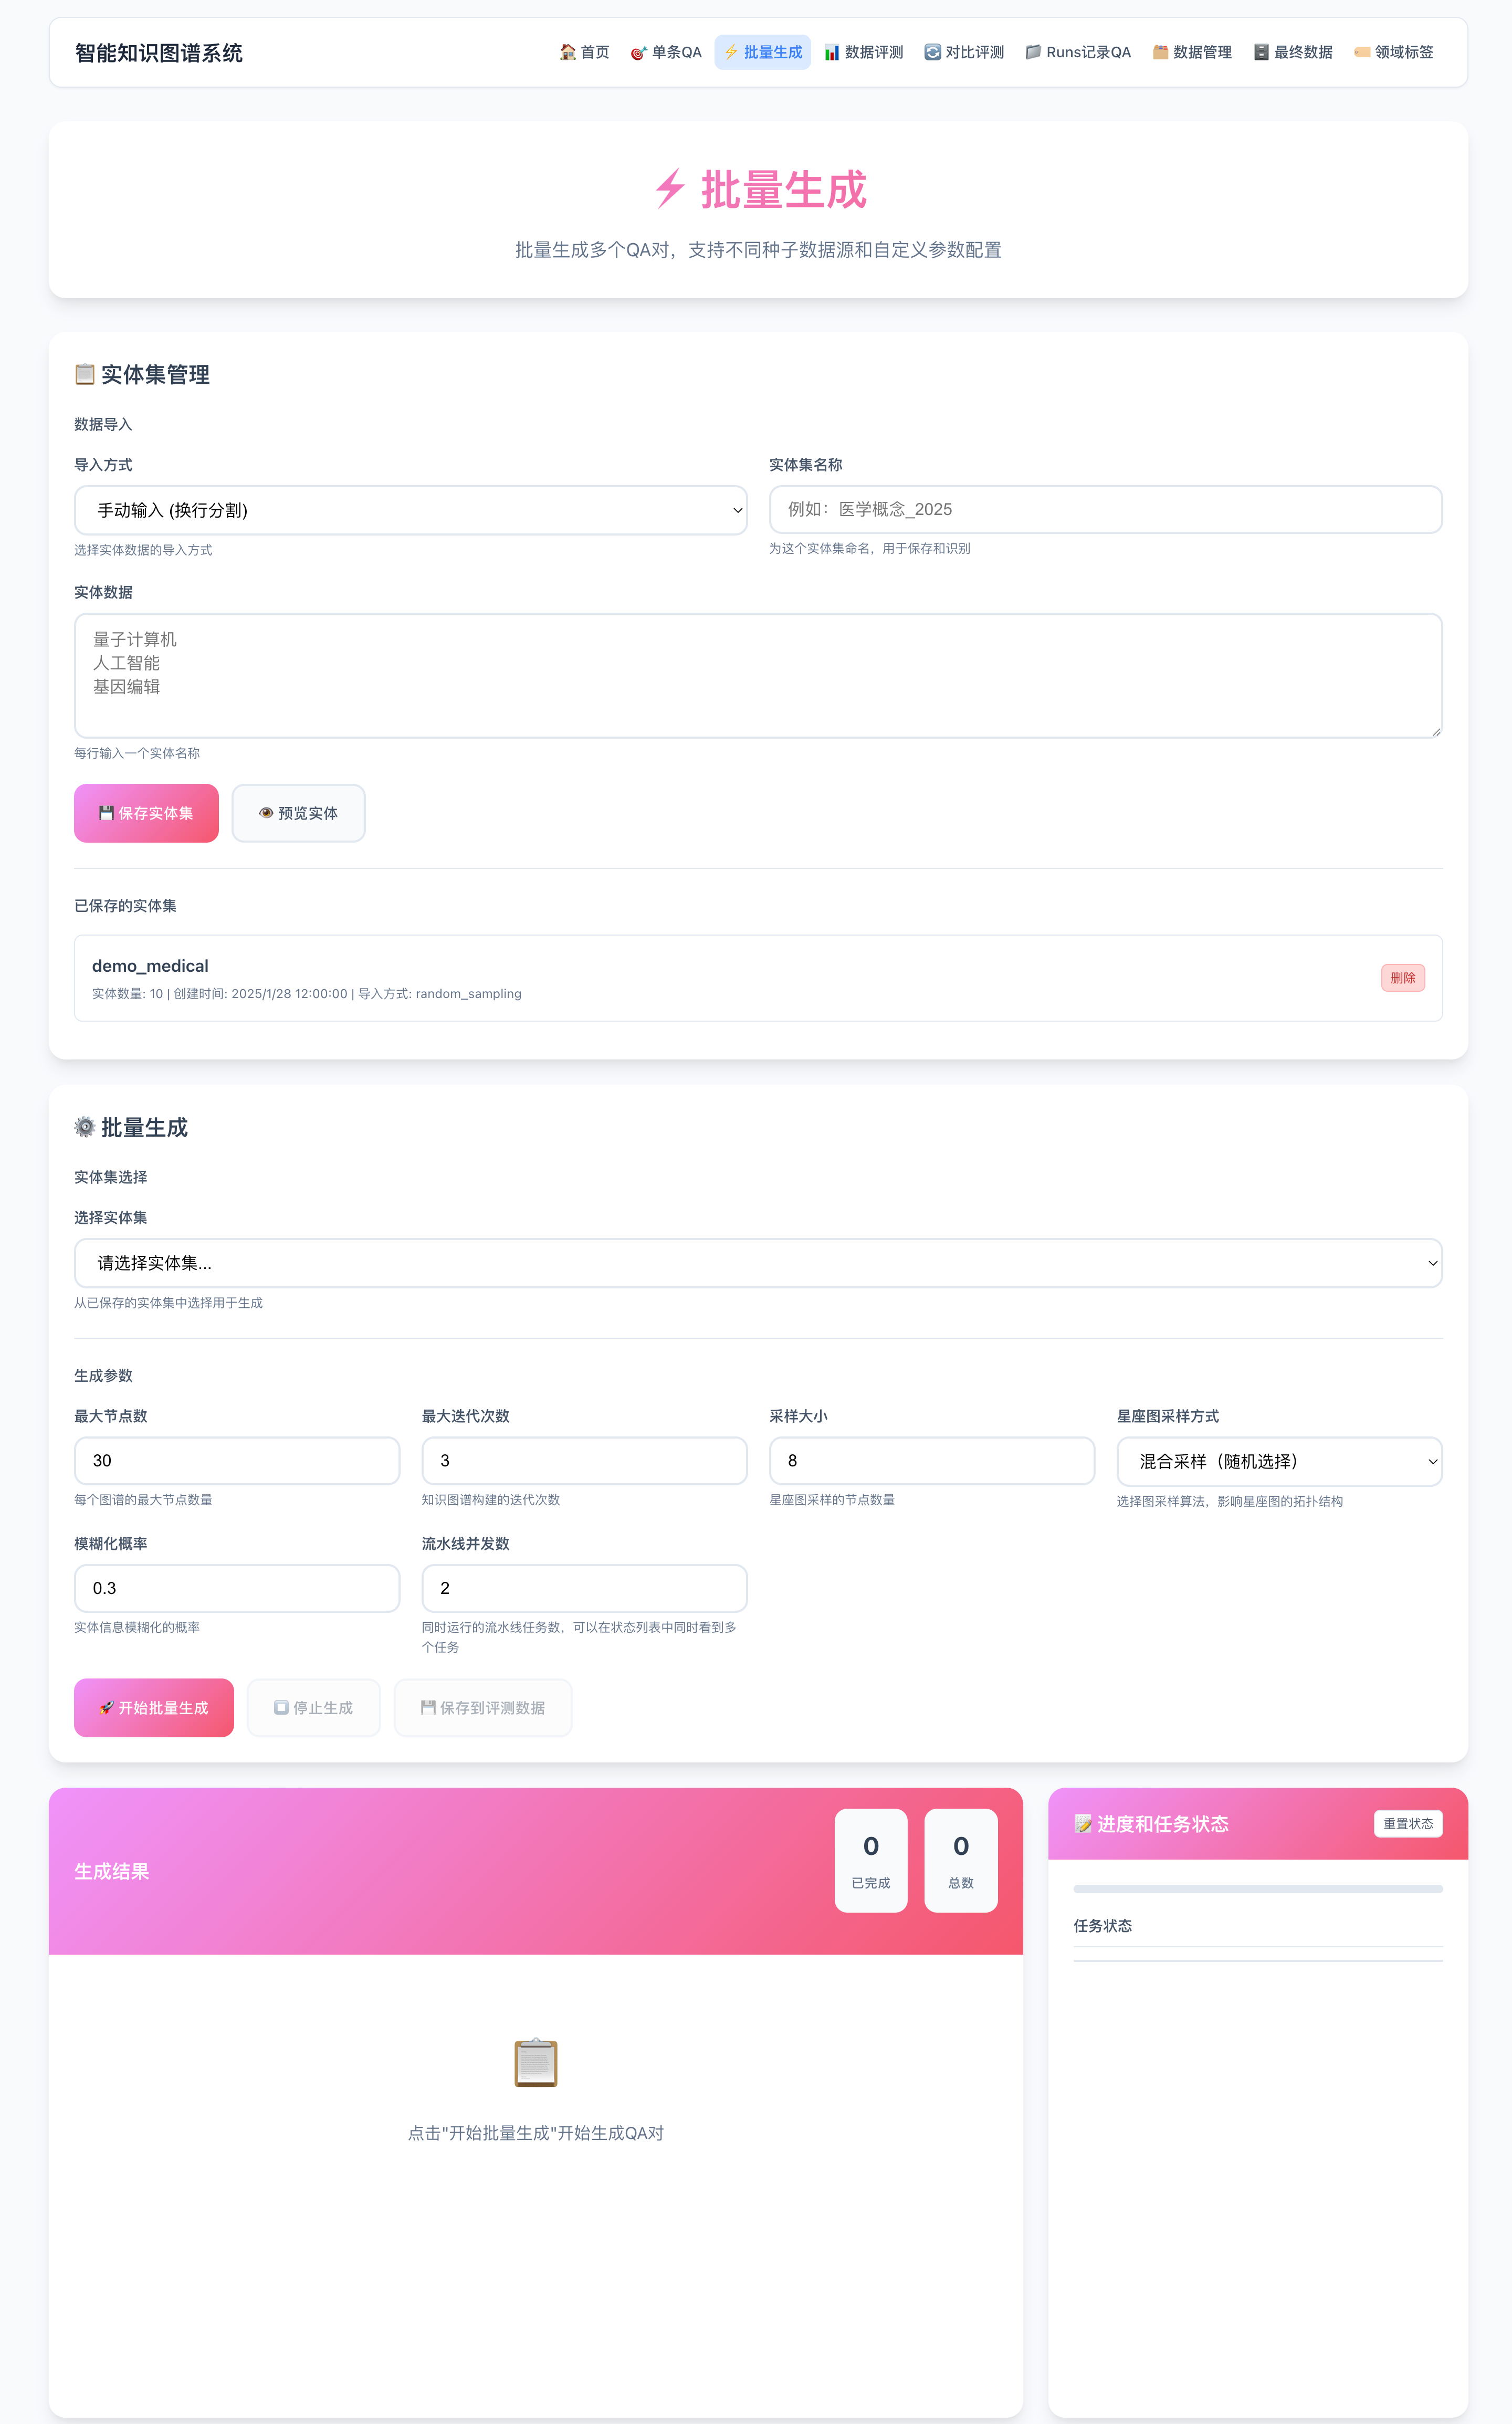 智能知识图谱系统
首页 单条QA 批量生成 数据评测 对比评测 Runs记录QA 数据管理 最终数据 领域标签
批量生成
批量生成多个QA对，支持不同种子数据源和自定义参数配置
实体集管理
数据导入
导入方式
手动输入 (换行分割)
选择实体数据的导入方式
实体集名称
例如：医学概念_2025
为这个实体集命名，用于保存和识别
实体数据
量子计算机
人工智能
基因编辑
每行输入一个实体名称
保存实体集 预览实体
已保存的实体集
demo_medical
实体数量: 10 | 创建时间: 2025/1/28 12:00:00 | 导入方式: random_sampling
删除
批量生成
实体集选择
选择实体集
请选择实体集...
从已保存的实体集中选择用于生成
生成参数
最大节点数
30
每个图谱的最大节点数量
最大迭代次数
3
知识图谱构建的迭代次数
采样大小
8
星座图采样的节点数量
星座图采样方式
混合采样（随机选择）
选择图采样算法，影响星座图的拓扑结构
模糊化概率
0.3
实体信息模糊化的概率
流水线并发数
2
同时运行的流水线任务数，可以在状态列表中同时看到多
个任务
开始批量生成 停止生成 保存到评测数据
生成结果
0
已完成
0
总数
点击"开始批量生成"开始生成QA对
进度和任务状态
重置状态
任务状态